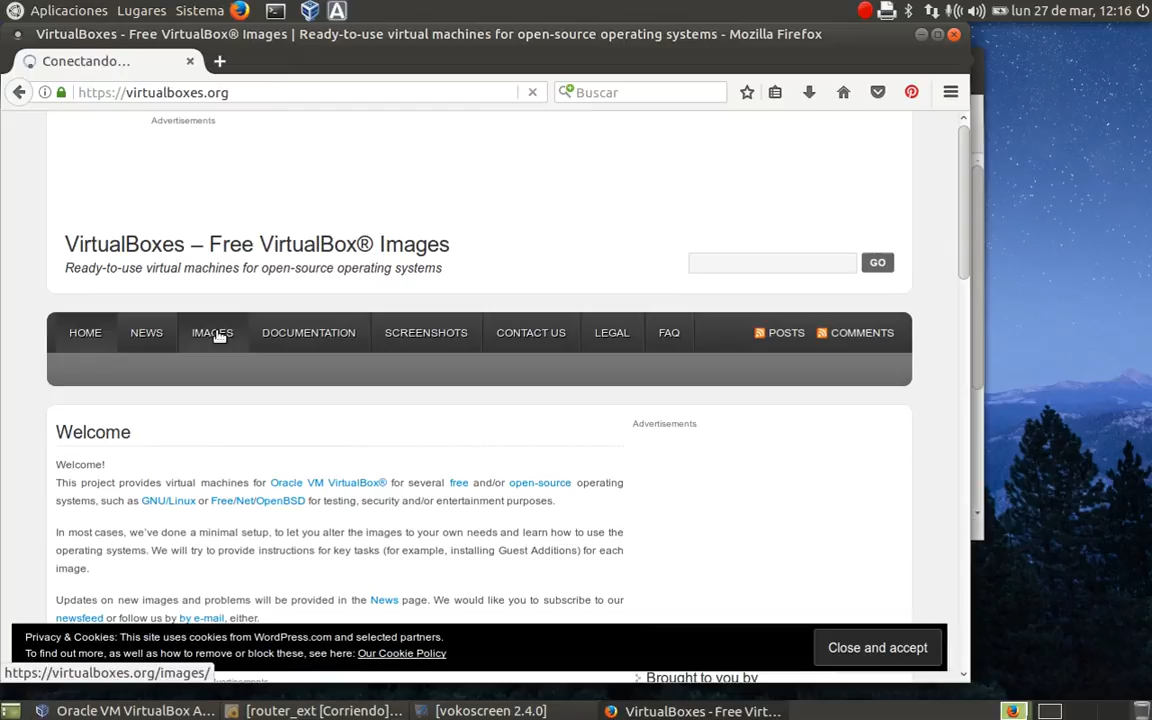 Aplicaciones Lugares Sistema lun 27 de mar, 12:16
VirtualBoxes - Free VirtualBox® Images | Ready-to-use virtual machines for open-source operating systems - Mozilla Firefox
Conectando...
https://virtualboxes.org
Buscar
Advertisements
VirtualBoxes – Free VirtualBox® Images
Ready-to-use virtual machines for open-source operating systems
GO
HOME NEWS IMAGES DOCUMENTATION SCREENSHOTS CONTACT US LEGAL FAQ POSTS COMMENTS
Welcome
Advertisements
Welcome!
This project provides virtual machines for Oracle VM VirtualBox® for several free and/or open-source operating
systems, such as GNU/Linux or Free/Net/OpenBSD for testing, security and/or entertainment purposes.
In most cases, we've done a minimal setup, to let you alter the images to your own needs and learn how to use the
operating systems. We will try to provide instructions for key tasks (for example, installing Guest Additions) for each
image.
Updates on new images and problems will be provided in the News page. We would like you to subscribe to our
newsfeed or follow us by by e-mail, either.
Privacy & Cookies: This site uses cookies from WordPress.com and selected partners.
To find out more, as well as how to remove or block these, see here: Our Cookie Policy
Close and accept
https://virtualboxes.org/images/
Brought to you by
Oracle VM VirtualBox A... [router_ext [Corriendo]... [vokoscreen 2.4.0] VirtualBoxes - Free Virt...